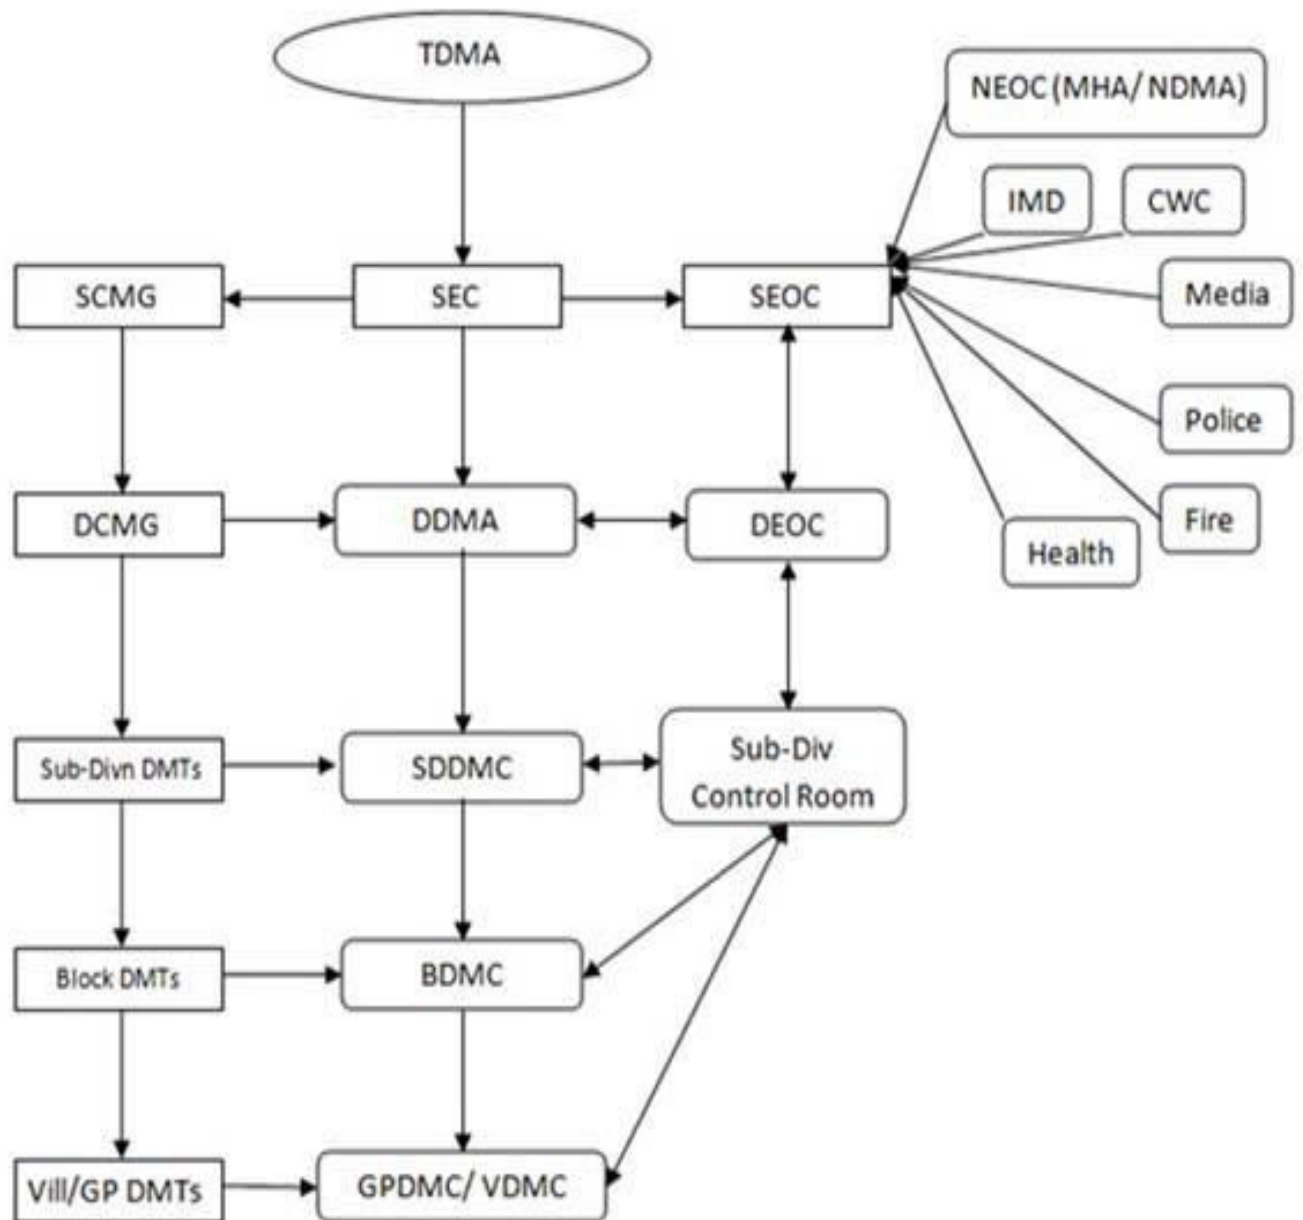 TDMA
NEOC (MHA/ NDMA)
IMD
CWC
SCMG
SEC
SEOC
Media
Police
DCMG
DDMA
DEOC
Fire
Health
Sub-Divn DMTs
SDDMC
Sub-Div
Control Room
Block DMTs
BDMC
Vill/GP DMTs
GPDMC/ VDMC